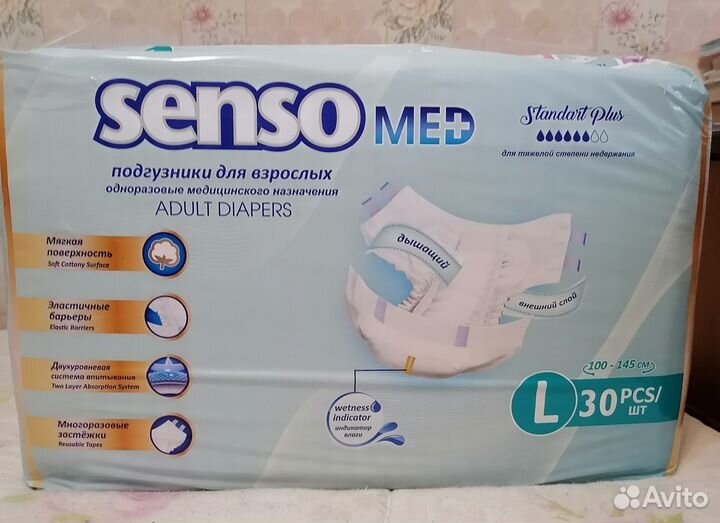 senso MED
Standart Plus
для тяжелой степени недержания
подгузники для взрослых
одноразовые медицинского назначения
ADULT DIAPERS
Мягкая
поверхность
Soft Cottony Surface
Эластичные
барьеры
Elastic Barriers
Двухуровневая
система впитывания
Two Layer Absorption System
Многоразовые
застёжки
Reusable Tapes
дышащий
внешний слой
wetness
indicator
индикатор
влаги
100 - 145 см
L 30 PCS/
ШТ
Avito